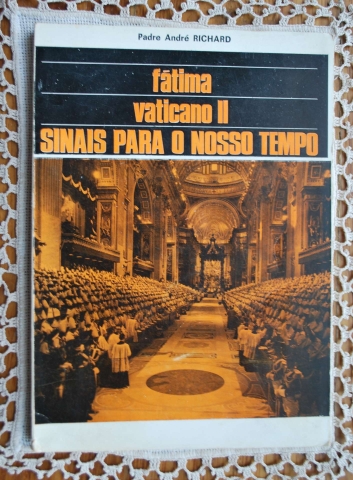 Padre André RICHARD
fátima
vaticano II
SINAIS PARA O NOSSO TEMPO